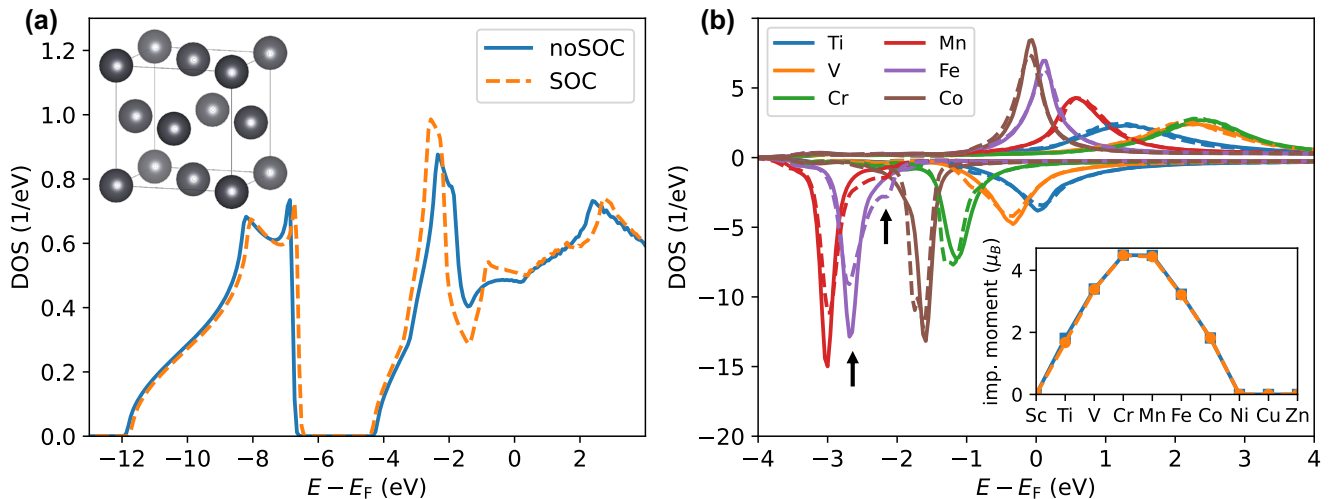 (a)
1.2
1.0
0.8
0.6
0.4
0.2
0.0
DOS (1/eV)
noSOC
SOC
−12 −10 −8 −6 −4 −2 0 2
E − E_F (eV)
(b)
5
0
−5
−10
−15
−20
DOS (1/eV)
Ti Mn
V Fe
Cr Co
imp. moment (μ_B)
4
2
0
Sc Ti V Cr Mn Fe Co Ni Cu Zn
−4 −3 −2 −1 0 1 2 3 4
E − E_F (eV)